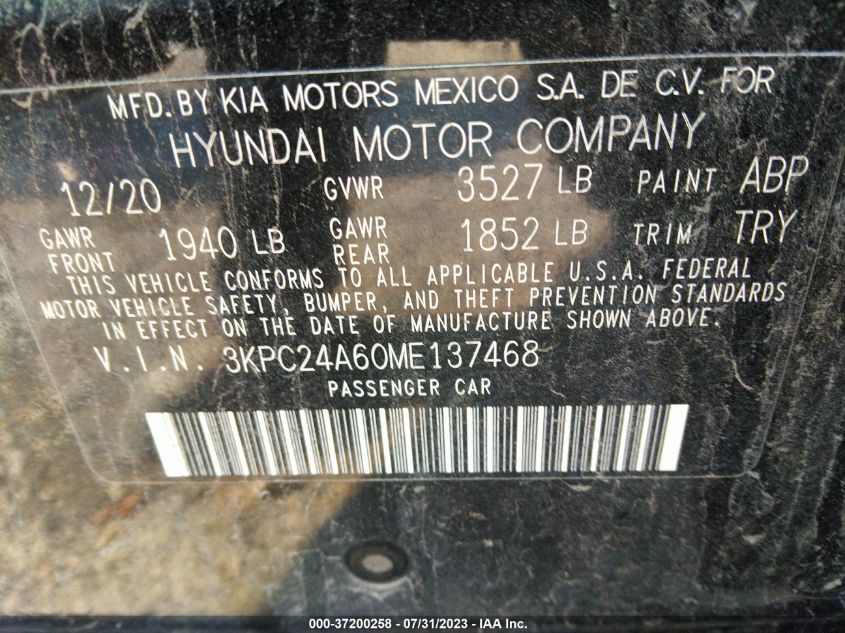 MFD. BY KIA MOTORS MEXICO S.A. DE C.V. FOR
HYUNDAI MOTOR COMPANY
12/20 GVWR 3527 LB PAINT ABP
GAWR FRONT 1940 LB GAWR REAR 1852 LB TRIM TRY
THIS VEHICLE CONFORMS TO ALL APPLICABLE U.S.A. FEDERAL
MOTOR VEHICLE SAFETY, BUMPER, AND THEFT PREVENTION STANDARDS
IN EFFECT ON THE DATE OF MANUFACTURE SHOWN ABOVE.
V.I.N. 3KPC24A60ME137468
PASSENGER CAR
000-37200258 - 07/31/2023 - IAA Inc.